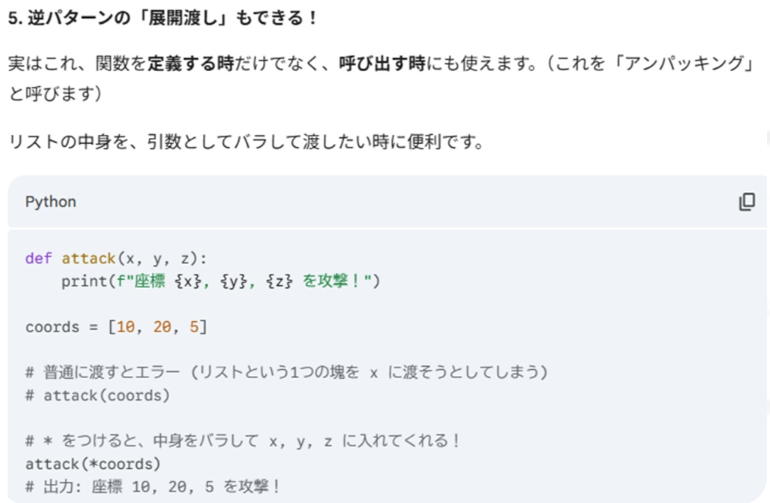 5. 逆パターンの「展開渡し」もできる！
実はこれ、関数を定義する時だけでなく、呼び出す時にも使えます。（これを「アンパッキング」
と呼びます）
リストの中身を、引数としてバラして渡したい時に便利です。
Python
def attack(x, y, z):
    print(f"座標 {x}, {y}, {z} を攻撃！")
coords = [10, 20, 5]
# 普通に渡すとエラー (リストという1つの塊を x に渡そうとしてしまう)
# attack(coords)
# * をつけると、中身をバラして x, y, z に入れてくれる！
attack(*coords)
# 出力: 座標 10, 20, 5 を攻撃！